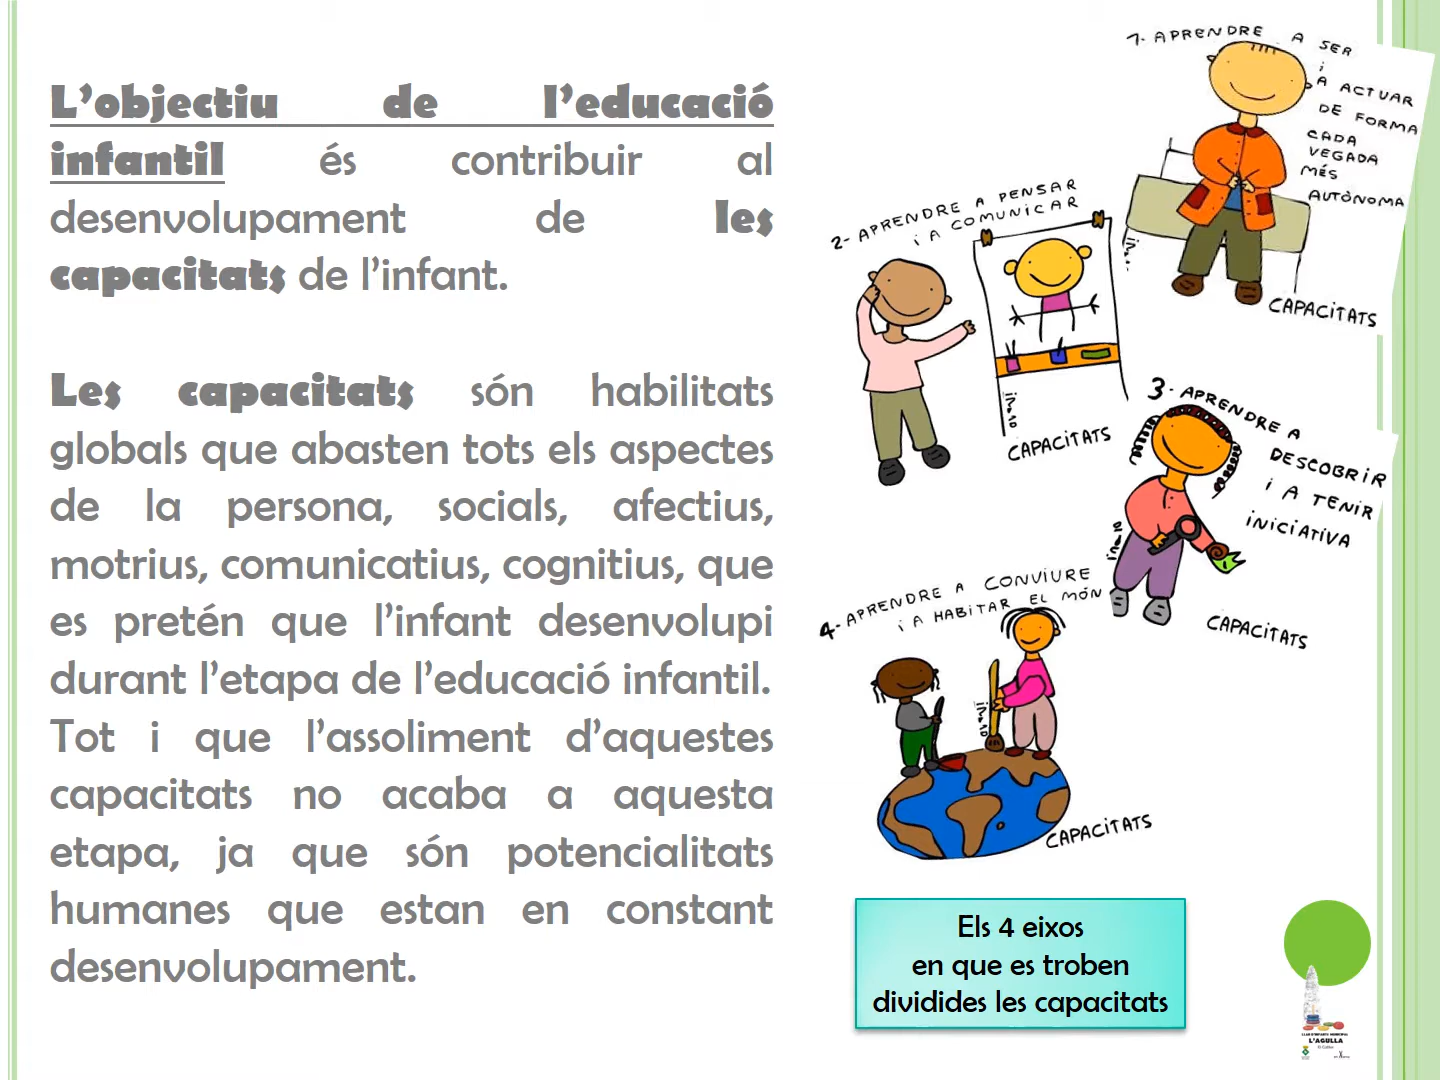 L'objectiu de l'educació
infantil és contribuir al
desenvolupament de les
capacitats de l'infant.
Les capacitats són habilitats
globals que abasten tots els aspectes
de la persona, socials, afectius,
motrius, comunicatius, cognitius, que
es pretén que l'infant desenvolupi
durant l'etapa de l'educació infantil.
Tot i que l'assoliment d'aquestes
capacitats no acaba a aquesta
etapa, ja que són potencialitats
humanes que estan en constant
desenvolupament.
1- APRENDRE A SER
i
A ACTUAR
DE FORMA
CADA
VEGADA
MÉS
AUTÒNOMA
CAPACITATS
2- APRENDRE A PENSAR
i A COMUNICAR
CAPACITATS
3- APRENDRE A
DESCOBRIR
i A TENIR
INICIATIVA
CAPACITATS
4- APRENDRE A CONVIURE
i A HABITAR EL MÓN
CAPACITATS
Els 4 eixos
en que es troben
dividides les capacitats
LLAR D'INFANTS MUNICIPAL
L'AGULLA